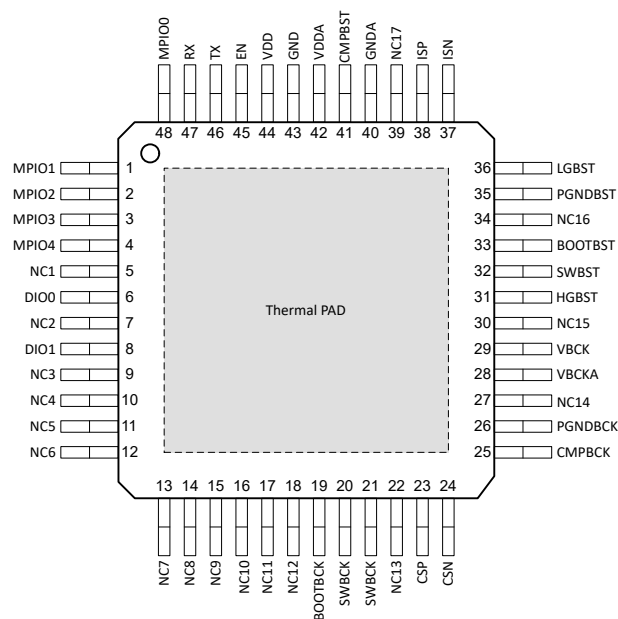 MPIO0 RX TX EN VDD GND VDDA CMPBST GNDA NC17 ISP ISN
48 47 46 45 44 43 42 41 40 39 38 37
MPIO1 1 36 LGBST
MPIO2 2 35 PGNDBST
MPIO3 3 34 NC16
MPIO4 4 33 BOOTBST
NC1 5 32 SWBST
DIO0 6 31 HGBST
Thermal PAD
NC2 7 30 NC15
DIO1 8 29 VBCK
NC3 9 28 VBCKA
NC4 10 27 NC14
NC5 11 26 PGNDBCK
NC6 12 25 CMPBCK
13 14 15 16 17 18 19 20 21 22 23 24
NC7 NC8 NC9 NC10 NC11 NC12 BOOTBCK SWBCK SWBCK NC13 CSP CSN